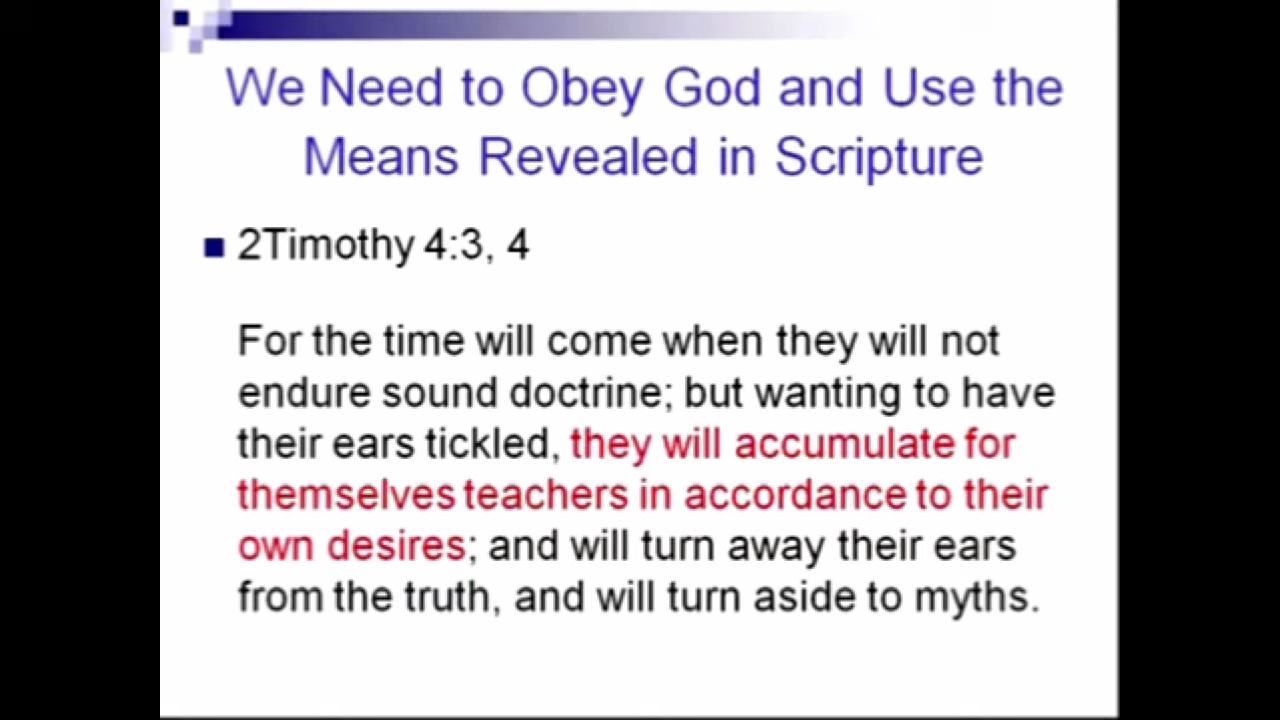 We Need to Obey God and Use the
Means Revealed in Scripture
2Timothy 4:3, 4
For the time will come when they will not
endure sound doctrine; but wanting to have
their ears tickled, they will accumulate for
themselves teachers in accordance to their
own desires; and will turn away their ears
from the truth, and will turn aside to myths.